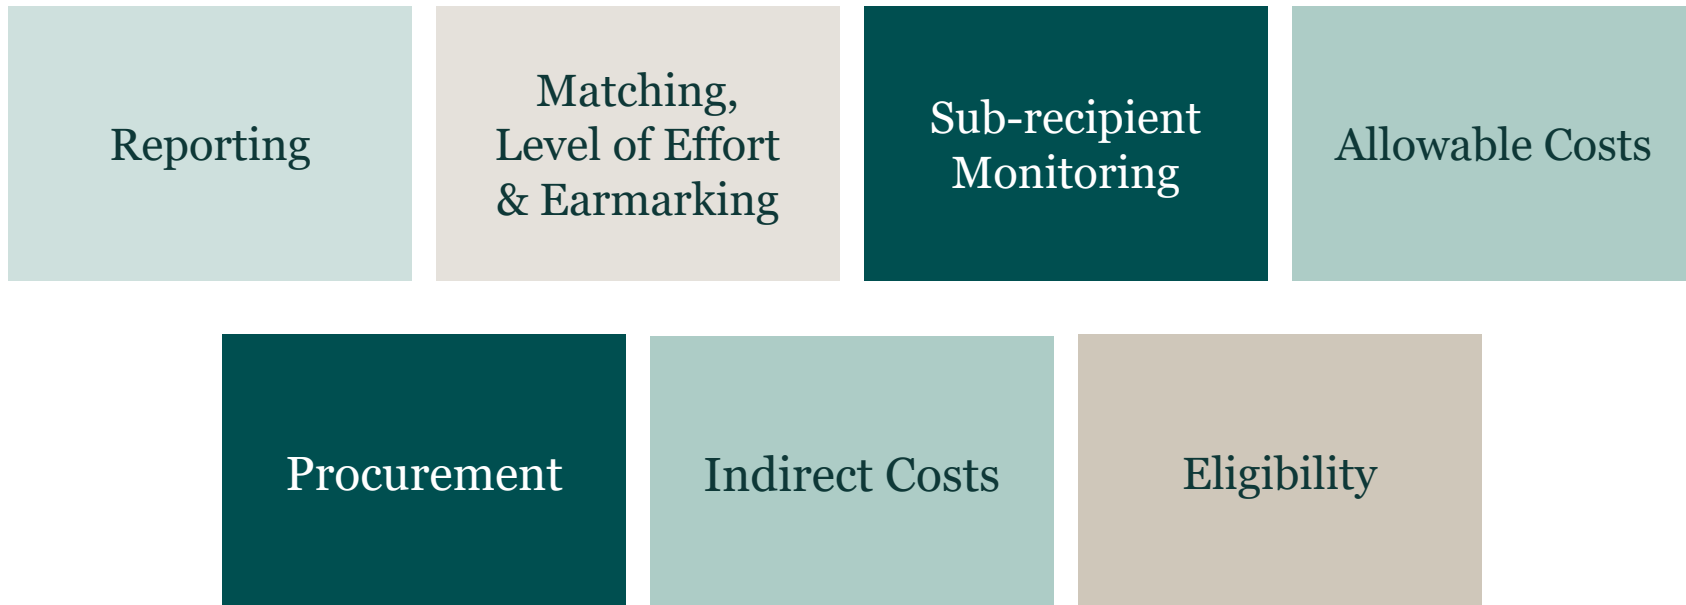 Reporting
Matching,
Level of Effort
& Earmarking
Sub-recipient
Monitoring
Allowable Costs
Procurement
Indirect Costs
Eligibility